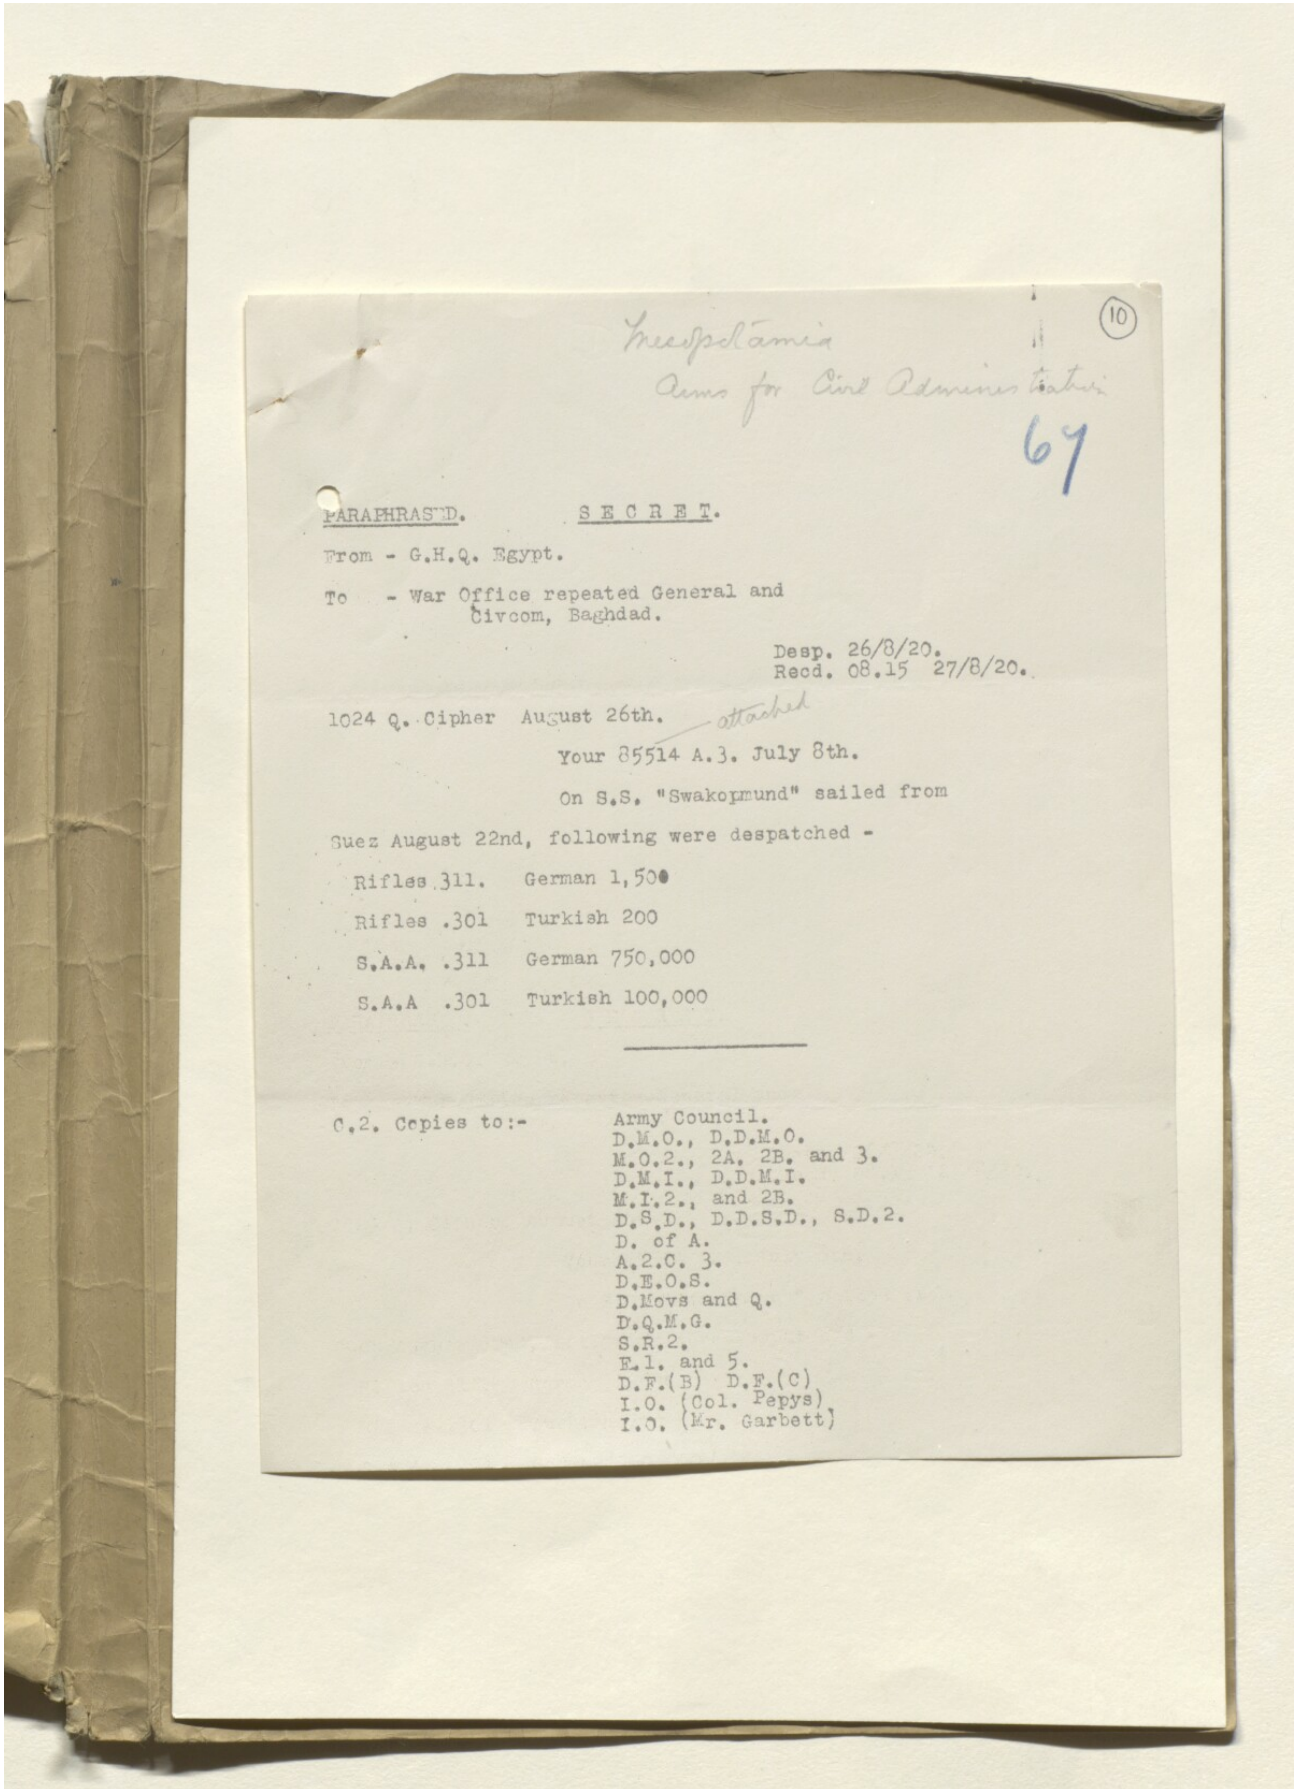 10
Mesopotamia
Arms for Civil Administration
67
PARAPHRASED. SECRET.
From - G.H.Q. Egypt.
To - War Office repeated General and
Civcom, Baghdad.
Desp. 26/8/20.
Recd. 08.15 27/8/20.
1024 Q. Cipher August 26th.
attached
Your 85514 A.3. July 8th.
On S.S. "Swakopmund" sailed from
Suez August 22nd, following were despatched -
Rifles .311. German 1,500
Rifles .301 Turkish 200
S.A.A. .311 German 750,000
S.A.A .301 Turkish 100,000
C.2. Copies to:-
Army Council.
D.M.O., D.D.M.O.
M.O.2., 2A. 2B. and 3.
D.M.I., D.D.M.I.
M.I.2., and 2B.
D.S.D., D.D.S.D., S.D.2.
D. of A.
A.2.C. 3.
D.E.O.S.
D.Movs and Q.
D.Q.M.G.
S.R.2.
F.1. and 5.
D.F.(B) D.F.(C)
I.O. (Col. Pepys)
I.O. (Mr. Garbett)